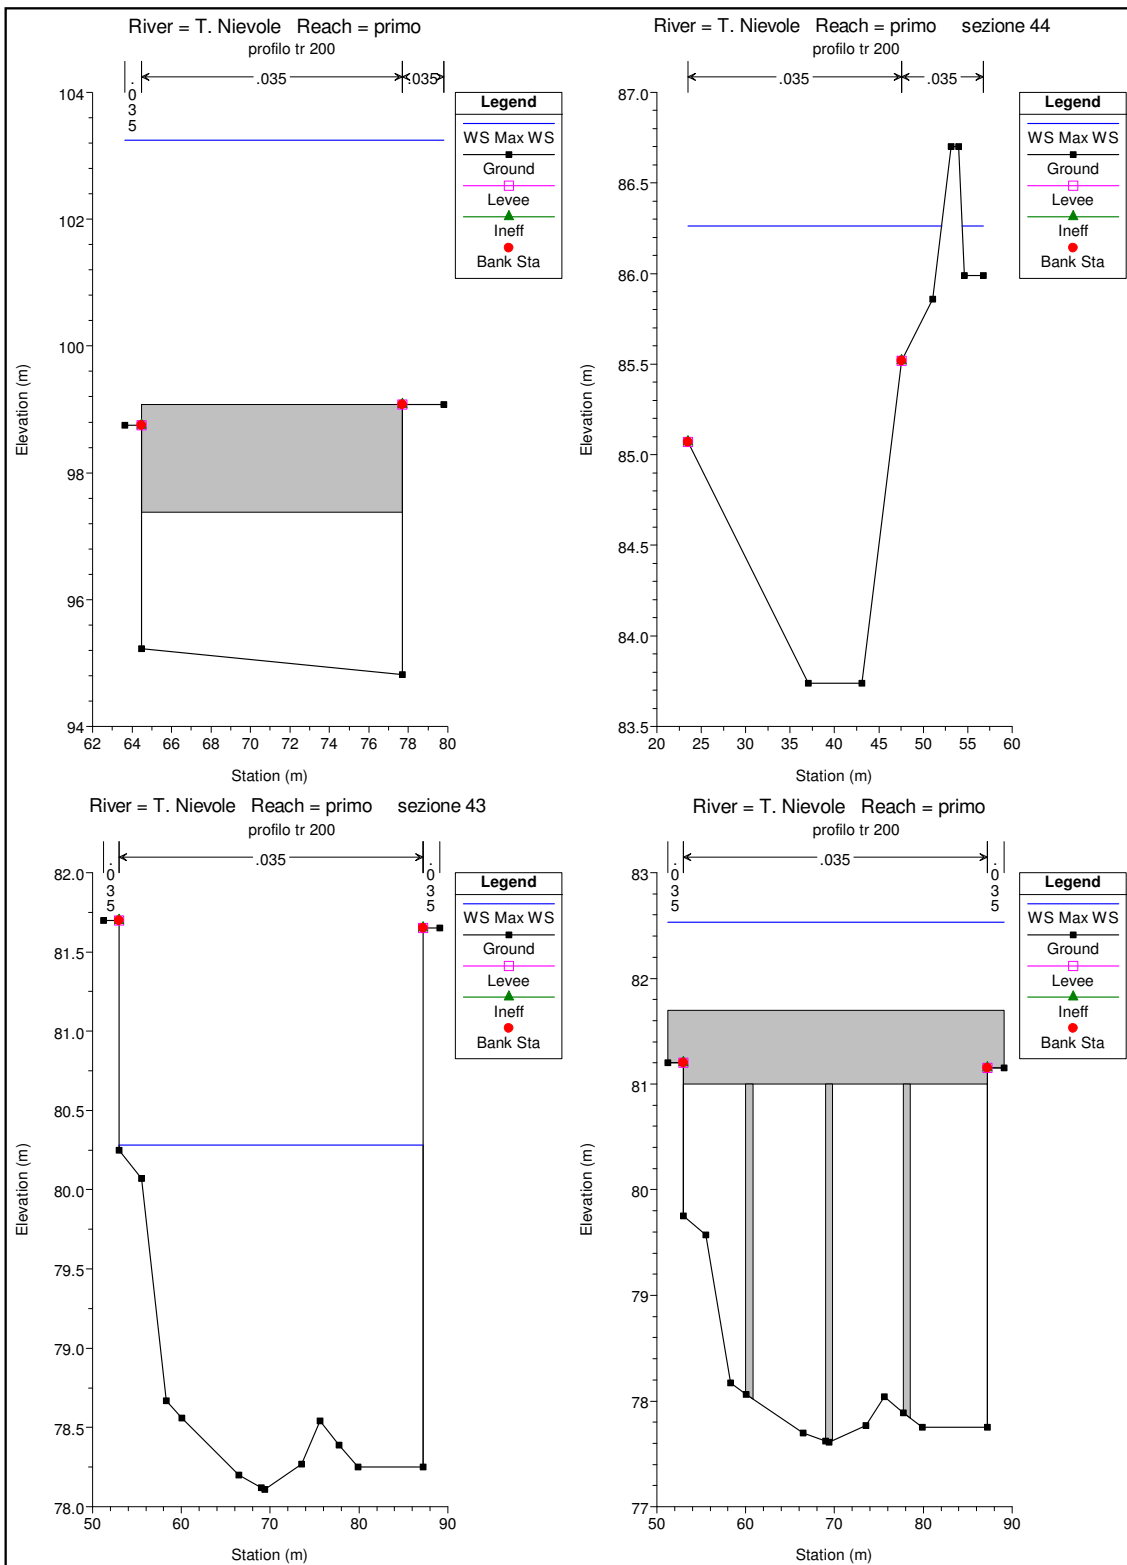 River = T. Nievole Reach = primo
profilo tr 200
.035
.035
.035
104
102
100
98
96
94
62 64 66 68 70 72 74 76 78 80
Elevation (m)
Station (m)
Legend
WS Max WS
Ground
Levee
Ineff
Bank Sta
River = T. Nievole Reach = primo sezione 44
profilo tr 200
.035
.035
87.0
86.5
86.0
85.5
85.0
84.5
84.0
83.5
20 25 30 35 40 45 50 55 60
Elevation (m)
Station (m)
Legend
WS Max WS
Ground
Levee
Ineff
Bank Sta
River = T. Nievole Reach = primo sezione 43
profilo tr 200
.035
.035
.035
82.0
81.5
81.0
80.5
80.0
79.5
79.0
78.5
78.0
50 60 70 80 90
Elevation (m)
Station (m)
Legend
WS Max WS
Ground
Levee
Ineff
Bank Sta
River = T. Nievole Reach = primo
profilo tr 200
.035
.035
.035
83
82
81
80
79
78
77
50 60 70 80 90
Elevation (m)
Station (m)
Legend
WS Max WS
Ground
Levee
Ineff
Bank Sta